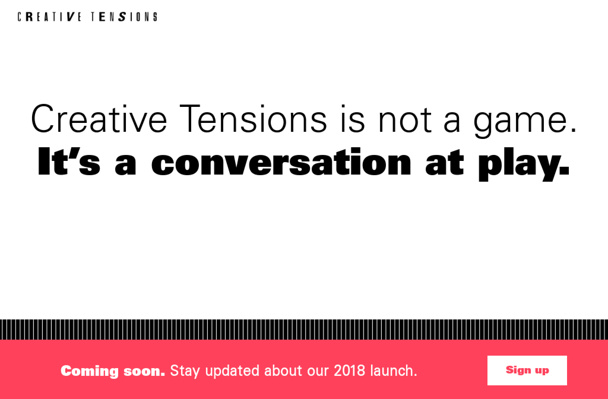 CREATIVE TENSIONS
Creative Tensions is not a game.
It's a conversation at play.
Coming soon. Stay updated about our 2018 launch.
Sign up